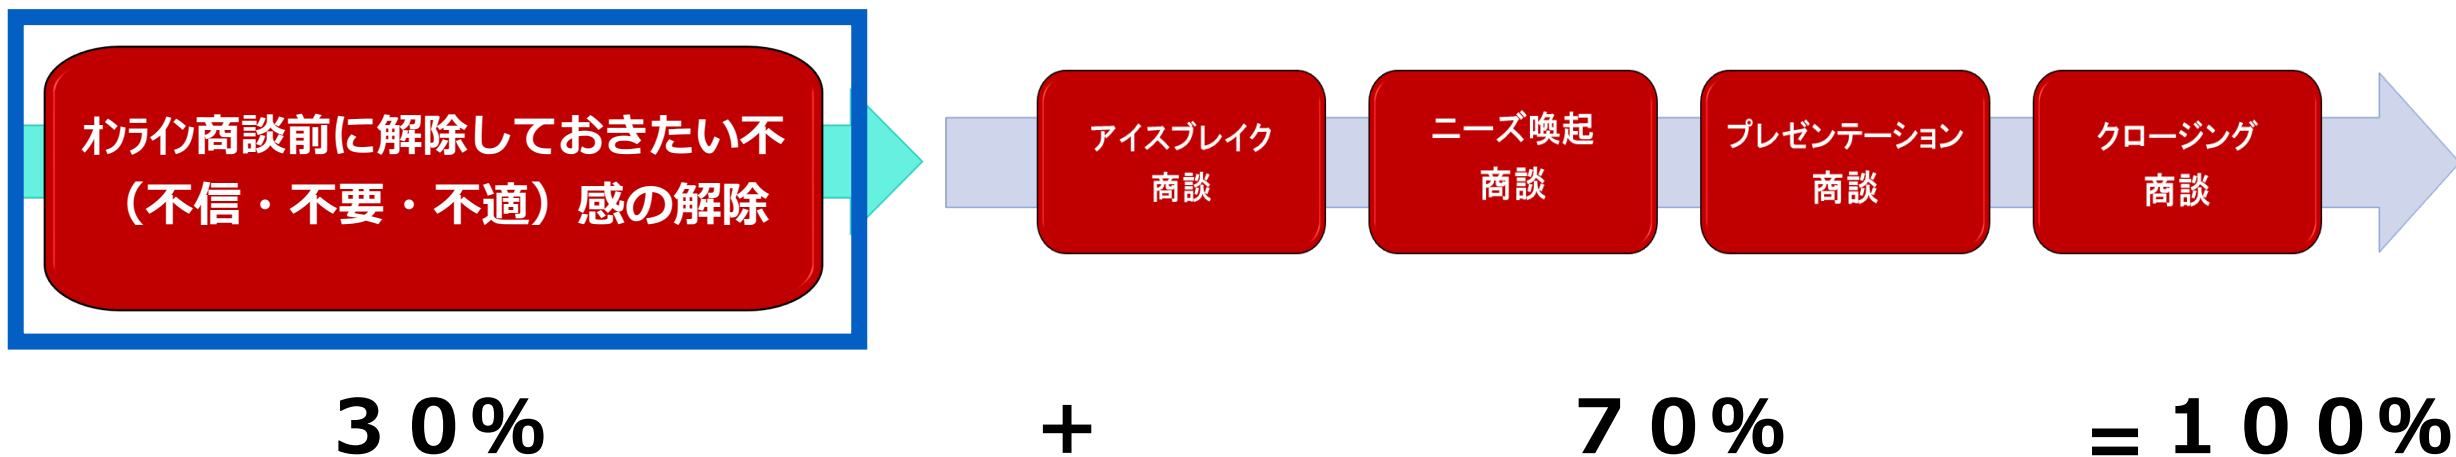 ｵﾝﾗｲﾝ商談前に解除しておきたい不
（不信・不要・不適）感の解除
アイスブレイク
商談
ニーズ喚起
商談
プレゼンテーション
商談
クロージング
商談
３０％
＋
７０％
＝１００％